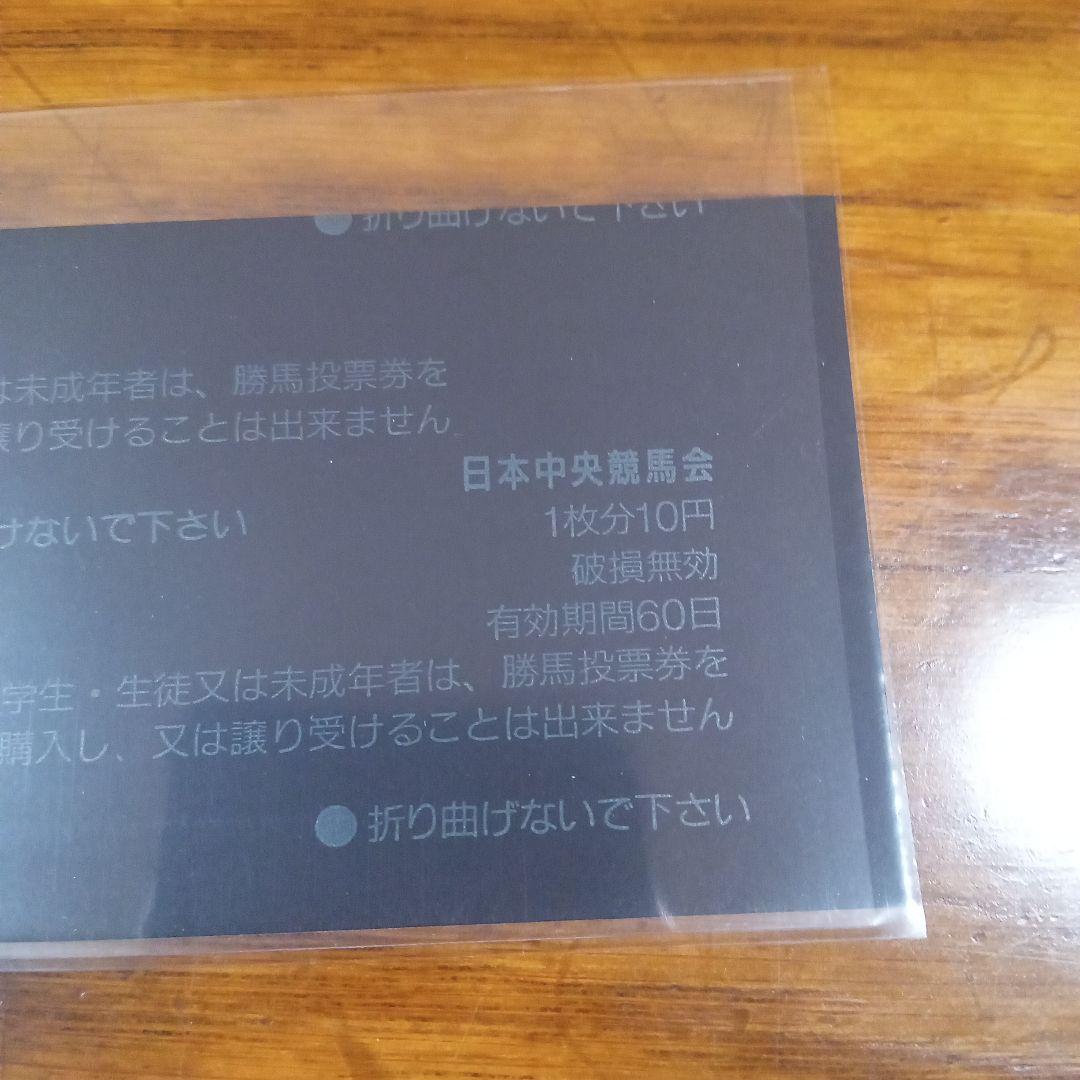 ●折り曲げないで下さい
は未成年者は、勝馬投票券を
譲り受けることは出来ません
日本中央競馬会
けないで下さい
1枚分10円
破損無効
有効期間60日
学生・生徒又は未成年者は、勝馬投票券を
購入し、又は譲り受けることは出来ません
●折り曲げないで下さい